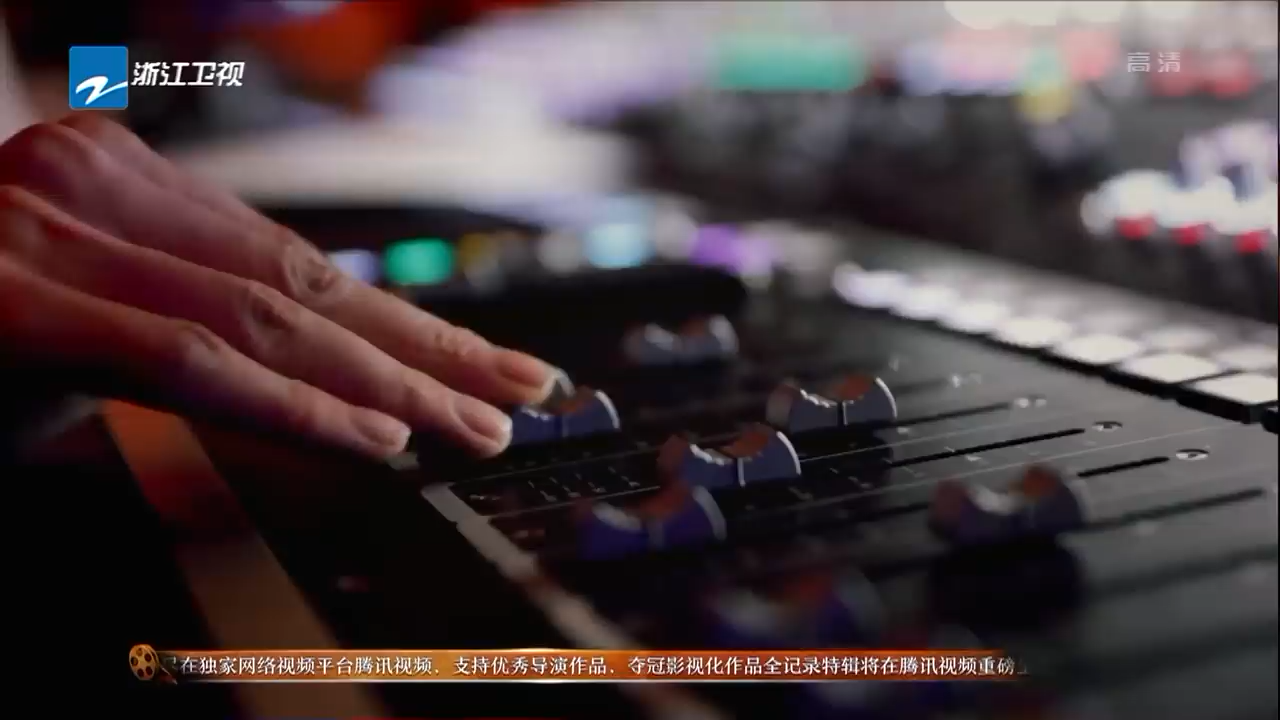 浙江卫视
高清
在独家网络视频平台腾讯视频，支持优秀导演作品，夺冠影视化作品全记录特辑将在腾讯视频重磅